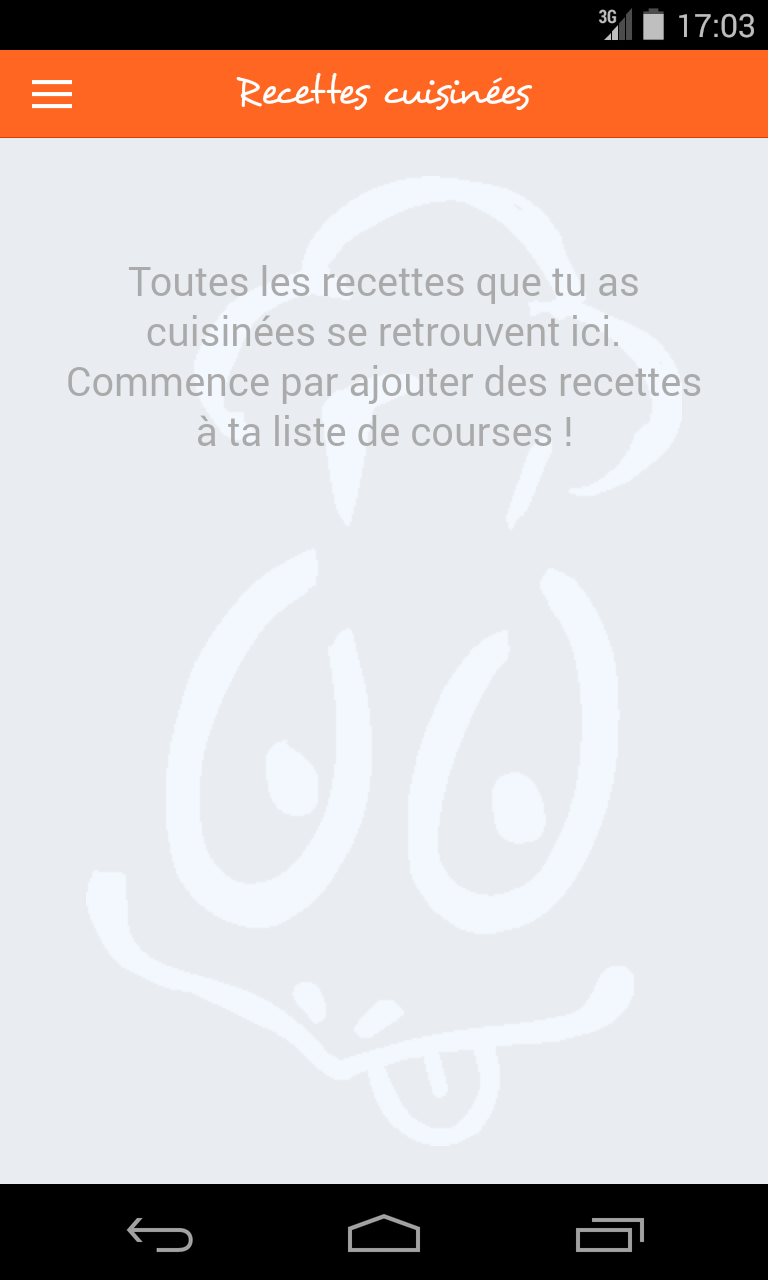 3G 17:03
Recettes cuisinées
Toutes les recettes que tu as
cuisinées se retrouvent ici.
Commence par ajouter des recettes
à ta liste de courses !